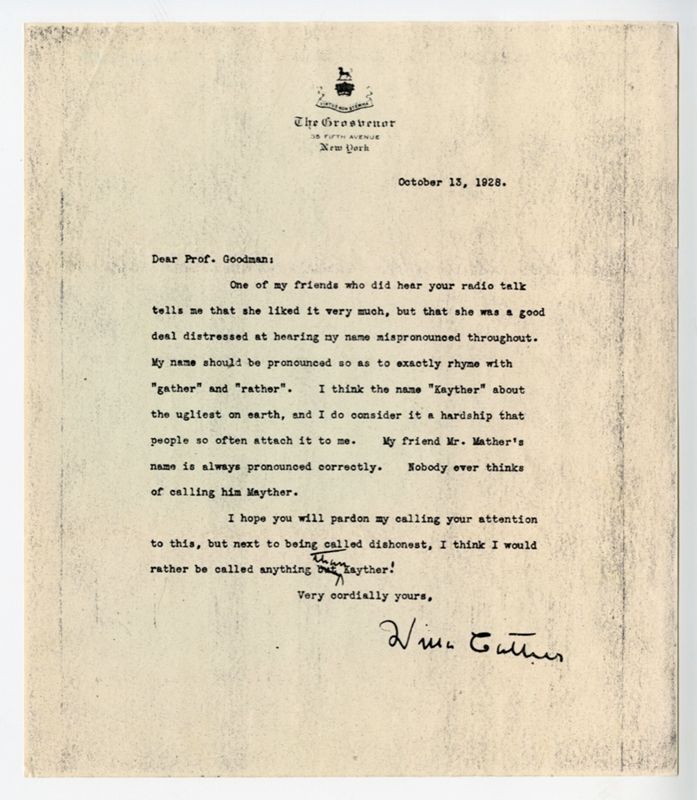 VIRTUS NON STEMMA
The Grosvenor
35 FIFTH AVENUE
New York
October 13, 1928.
Dear Prof. Goodman:
One of my friends who did hear your radio talk
tells me that she liked it very much, but that she was a good
deal distressed at hearing my name mispronounced throughout.
My name should be pronounced so as to exactly rhyme with
"gather" and "rather". I think the name "Kayther" about
the ugliest on earth, and I do consider it a hardship that
people so often attach it to me. My friend Mr. Mather's
name is always pronounced correctly. Nobody ever thinks
of calling him Mayther.
I hope you will pardon my calling your attention
to this, but next to being called dishonest, I think I would
than
rather be called anything but Kayther!
Very cordially yours,
Willa Cather